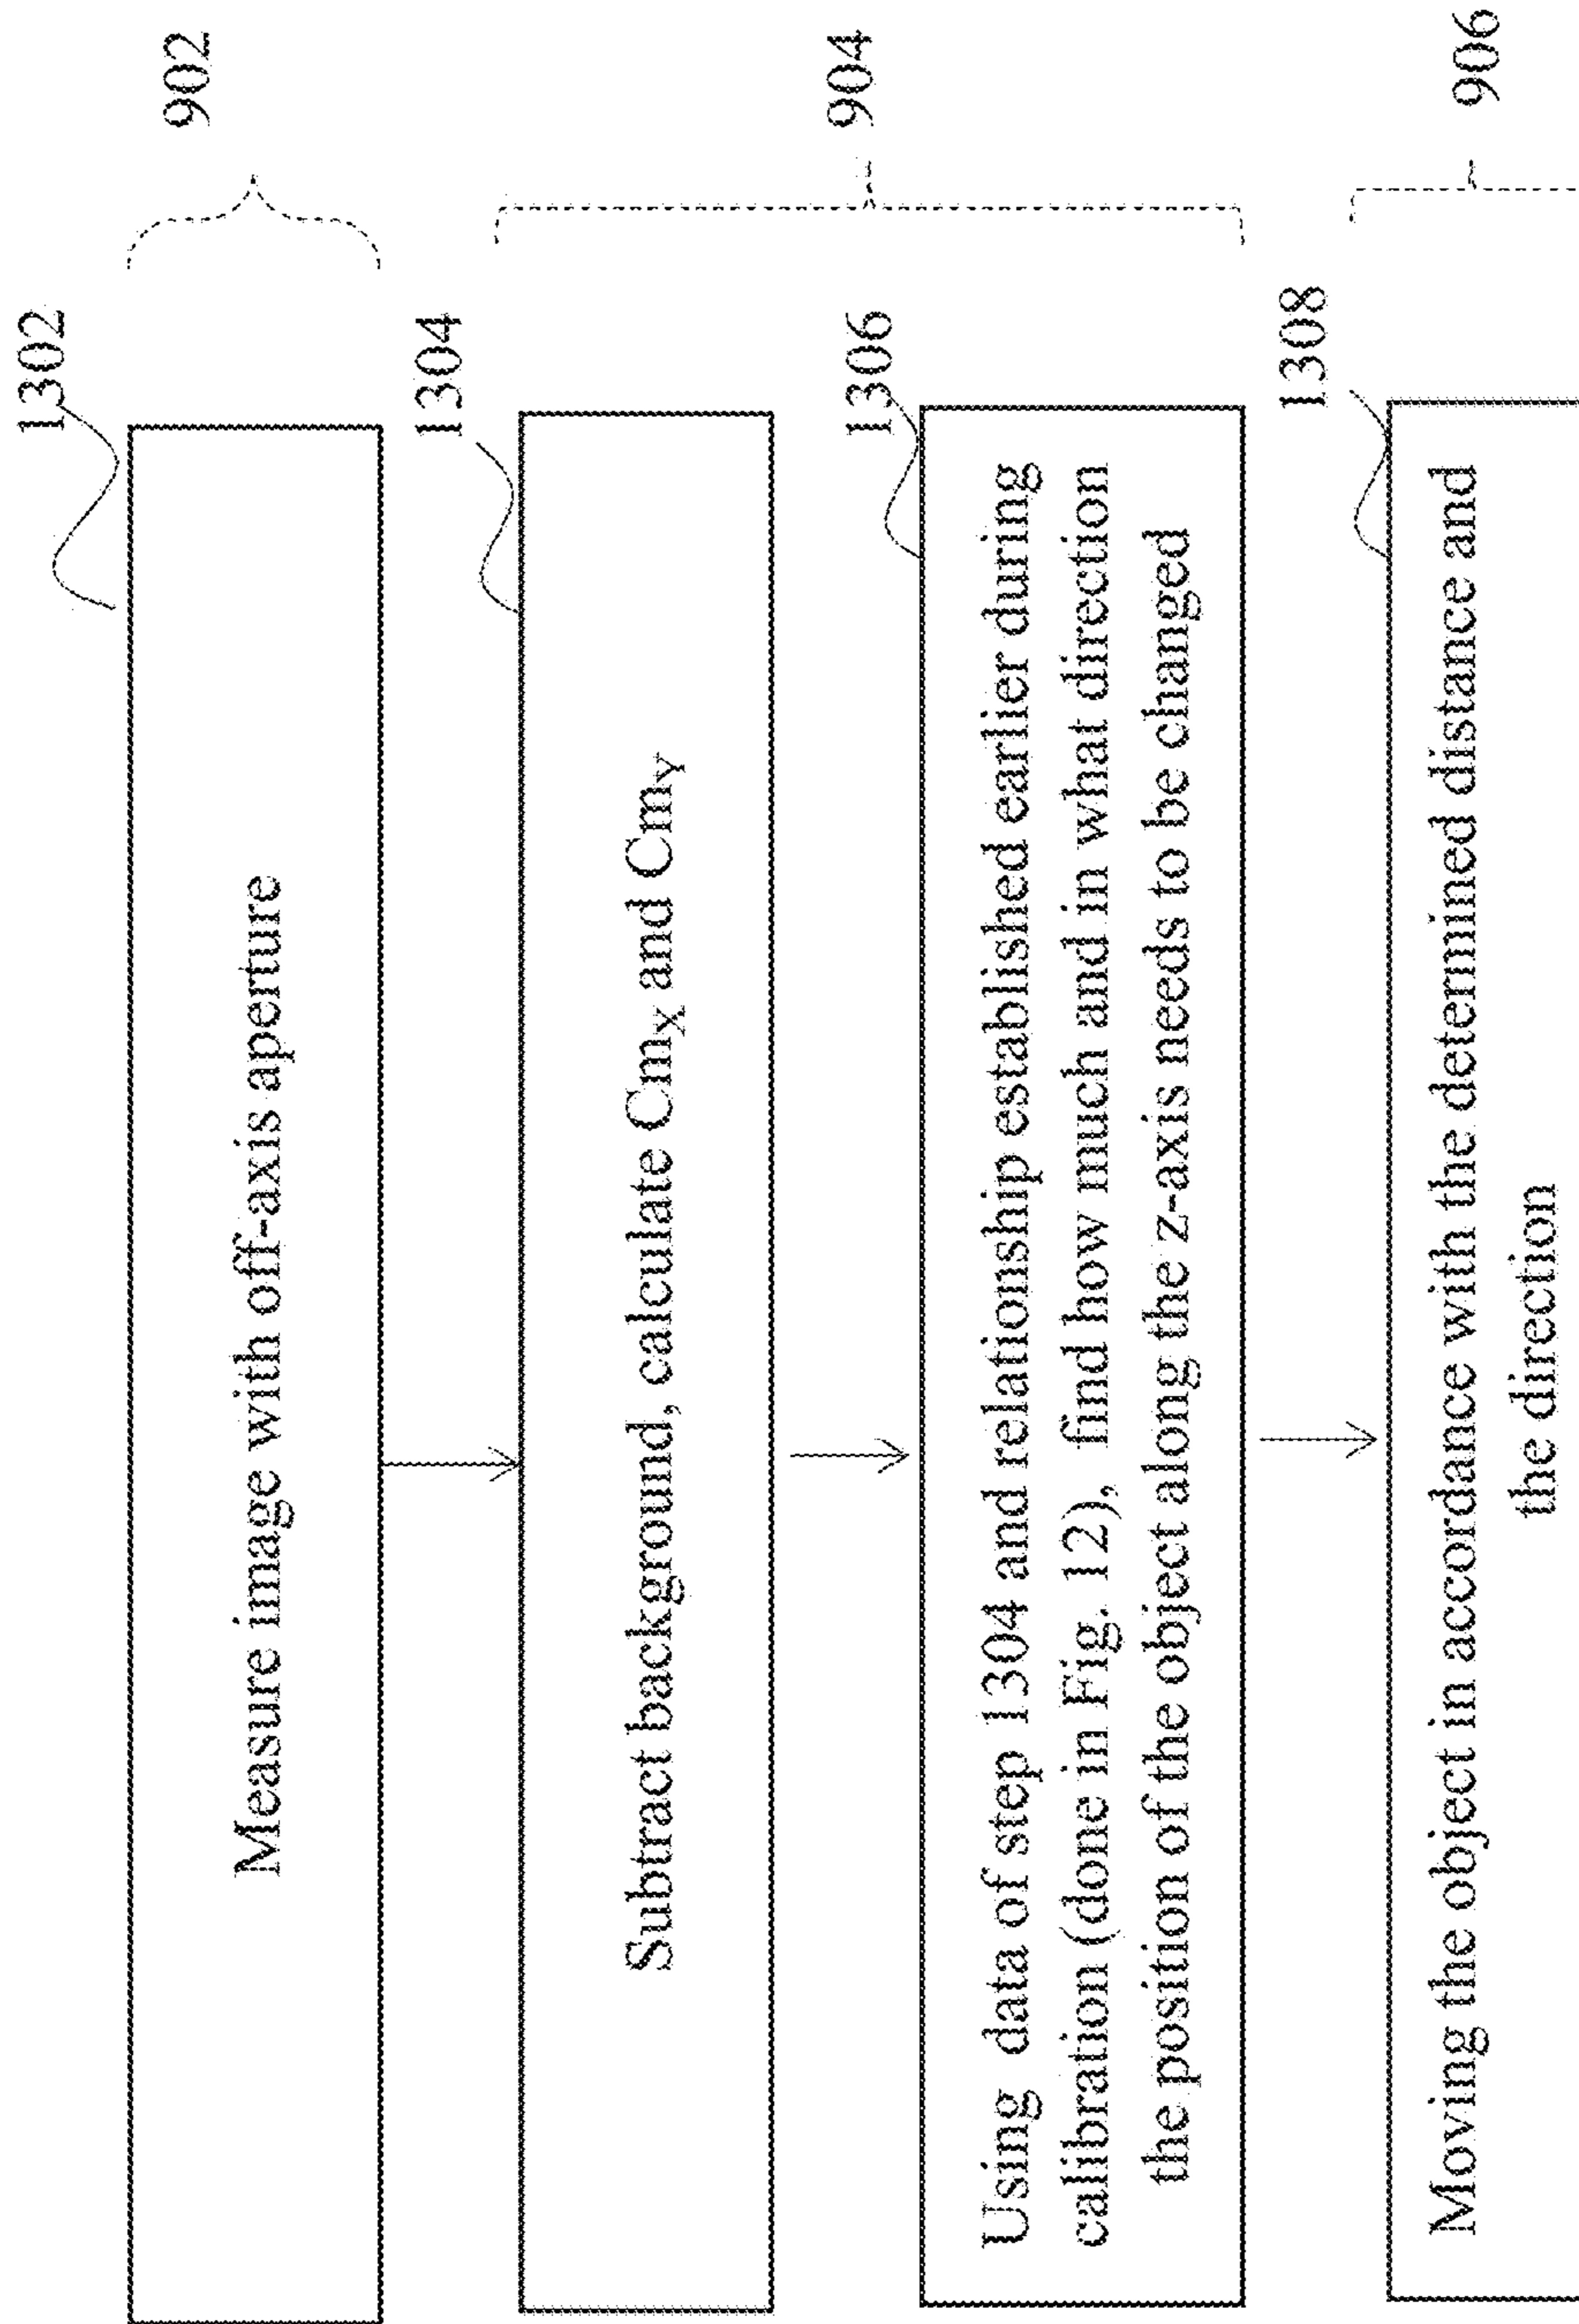 1302
902
Measure image with off-axis aperture
1304
Subtract background, calculate CmX and CmY
904
1306
Using data of step 1304 and relationship established earlier during
calibration (done in Fig. 12), find how much and in what direction
the position of the object along the z-axis needs to be changed
1308
906
Moving the object in accordance with the determined distance and
the direction